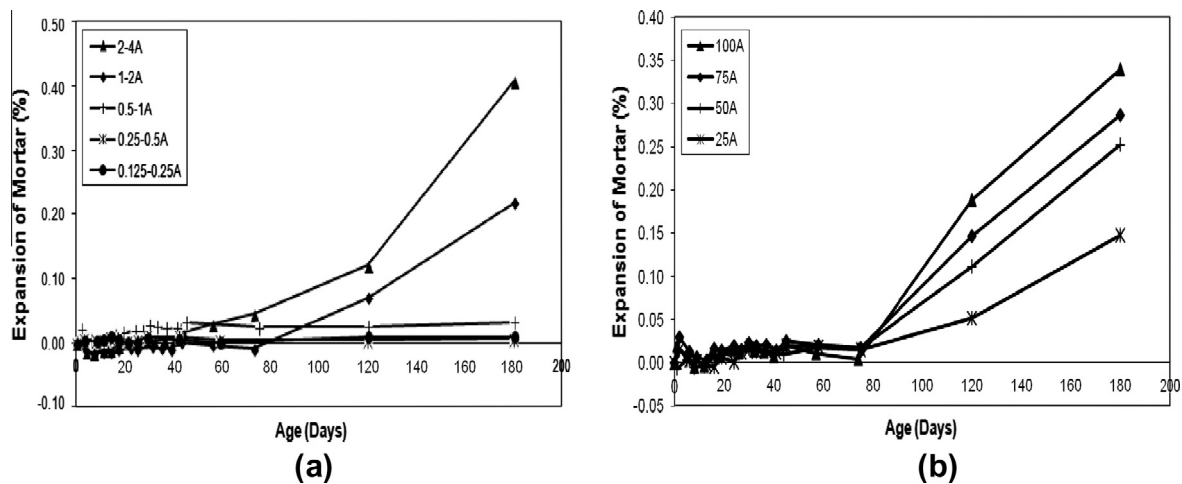 0.50
0.40
0.30
0.20
0.10
0.00
-0.10
Expansion of Mortar (%)
2-4A
1-2A
0.5-1A
0.25-0.5A
0.125-0.25A
0 20 40 60 80 100 120 140 160 180 200
Age (Days)
(a)
0.40
0.35
0.30
0.25
0.20
0.15
0.10
0.05
0.00
-0.05
Expansion of Mortar (%)
100A
75A
50A
25A
0 20 40 60 80 100 120 140 160 180 200
Age (Days)
(b)